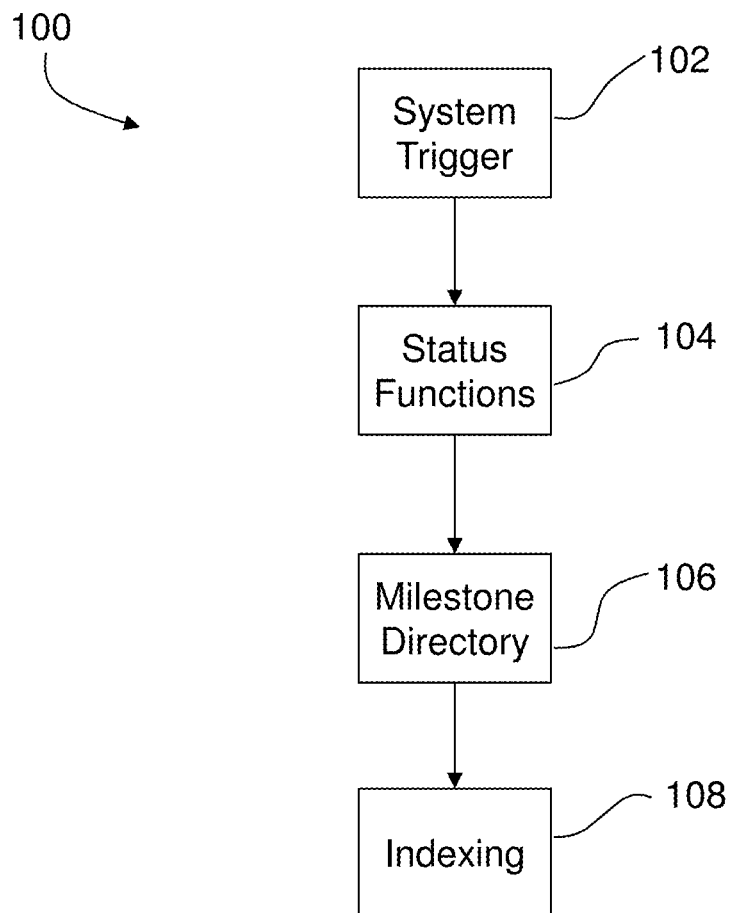 100
102
System
Trigger
104
Status
Functions
106
Milestone
Directory
108
Indexing